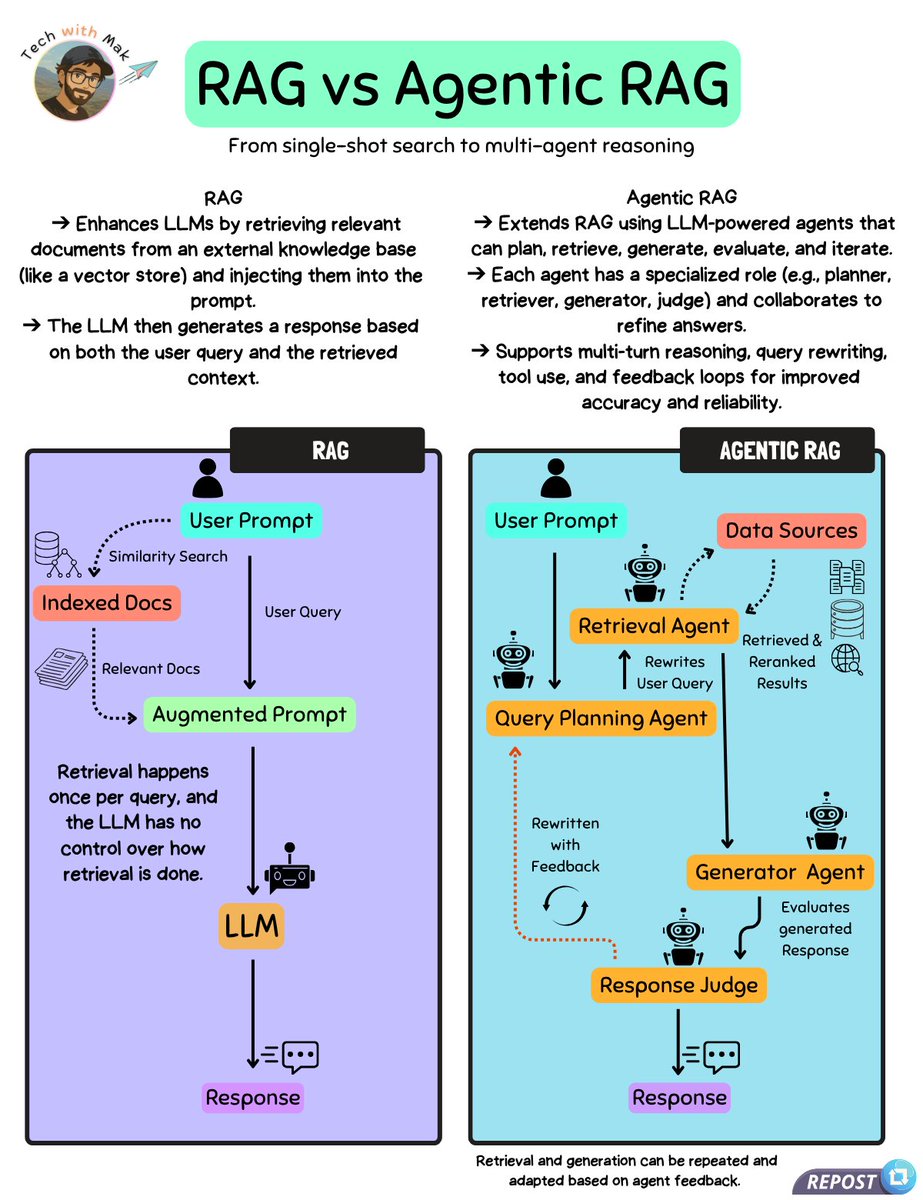 Tech with Mak
RAG vs Agentic RAG
From single-shot search to multi-agent reasoning
RAG
➔ Enhances LLMs by retrieving relevant
documents from an external knowledge base
(like a vector store) and injecting them into the
prompt.
➔ The LLM then generates a response based
on both the user query and the retrieved
context.
Agentic RAG
➔ Extends RAG using LLM-powered agents that
can plan, retrieve, generate, evaluate, and iterate.
➔ Each agent has a specialized role (e.g., planner,
retriever, generator, judge) and collaborates to
refine answers.
➔ Supports multi-turn reasoning, query rewriting,
tool use, and feedback loops for improved
accuracy and reliability.
RAG
User Prompt
Similarity Search
Indexed Docs
User Query
Relevant Docs
Augmented Prompt
Retrieval happens
once per query, and
the LLM has no
control over how
retrieval is done.
LLM
Response
AGENTIC RAG
User Prompt
Data Sources
Retrieval Agent
Rewrites
User Query
Retrieved &
Reranked
Results
Query Planning Agent
Rewritten
with
Feedback
Generator Agent
Evaluates
generated
Response
Response Judge
Response
Retrieval and generation can be repeated and
adapted based on agent feedback.
REPOST